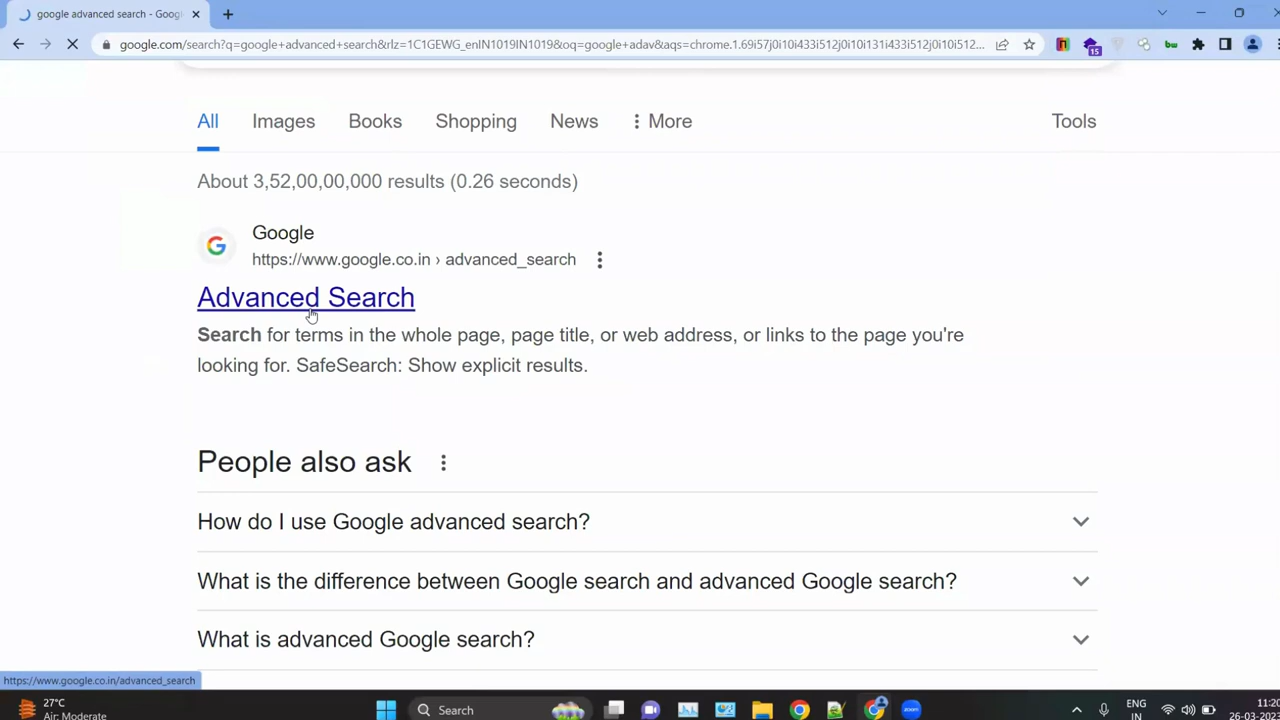 google advanced search - Goog
google.com/search?q=google+advanced+search&rlz=1C1GEWG_enIN1019IN1019&oq=google+adav&aqs=chrome.1.69i57j0i10i433i512j0i10i131i433i512j0i10i512...
15
All Images Books Shopping News More Tools
About 3,52,00,00,000 results (0.26 seconds)
Google
https://www.google.co.in › advanced_search
Advanced Search
Search for terms in the whole page, page title, or web address, or links to the page you're
looking for. SafeSearch: Show explicit results.
People also ask
How do I use Google advanced search?
What is the difference between Google search and advanced Google search?
What is advanced Google search?
https://www.google.co.in/advanced_search
27°C
Air: Moderate
Search
zoom
ENG
IN
11:20
26-03-202